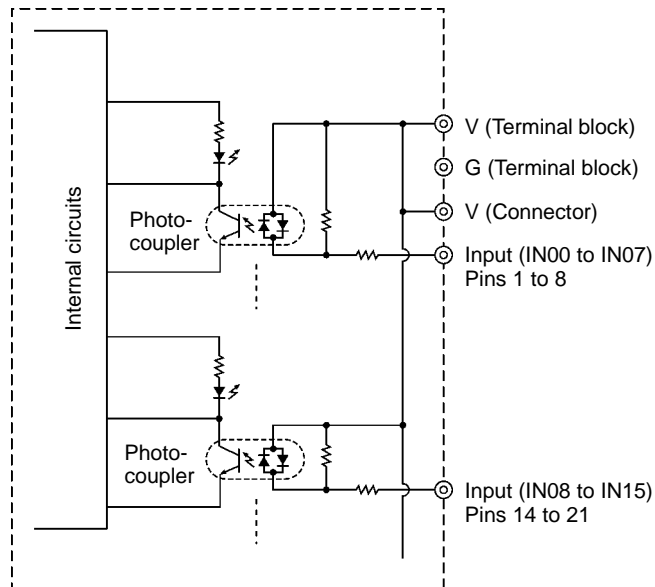 V (Terminal block)
G (Terminal block)
V (Connector)
Input (IN00 to IN07)
Pins 1 to 8
Photo-
coupler
Internal circuits
Photo-
coupler
Input (IN08 to IN15)
Pins 14 to 21